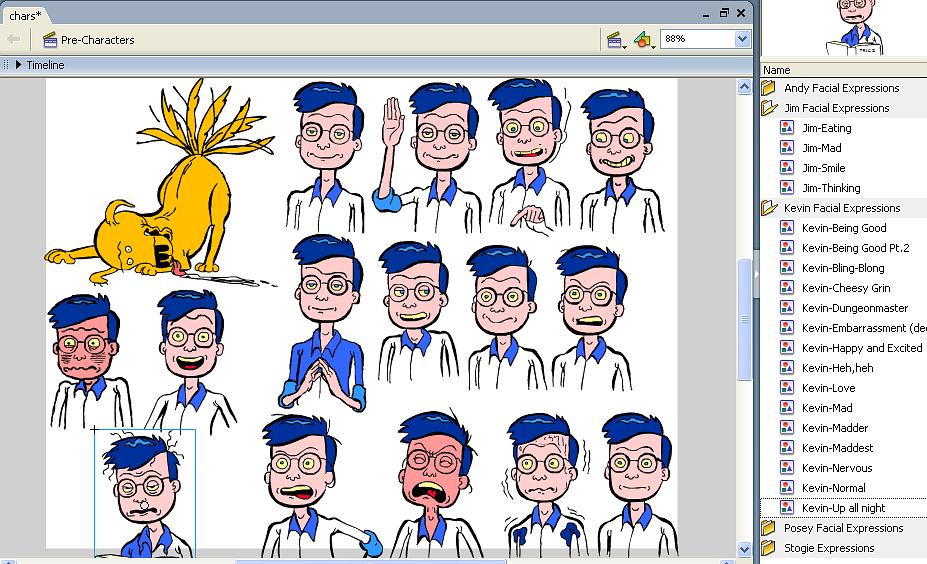 chars*
Pre-Characters
88%
Timeline
Name
Andy Facial Expressions
Jim Facial Expressions
Jim-Eating
Jim-Mad
Jim-Smile
Jim-Thinking
Kevin Facial Expressions
Kevin-Being Good
Kevin-Being Good Pt.2
Kevin-Bling-Blong
Kevin-Cheesy Grin
Kevin-Dungeonmaster
Kevin-Embarrassment (de
Kevin-Happy and Excited
Kevin-Heh,heh
Kevin-Love
Kevin-Mad
Kevin-Madder
Kevin-Maddest
Kevin-Nervous
Kevin-Normal
Kevin-Up all night
Posey Facial Expressions
Stogie Expressions